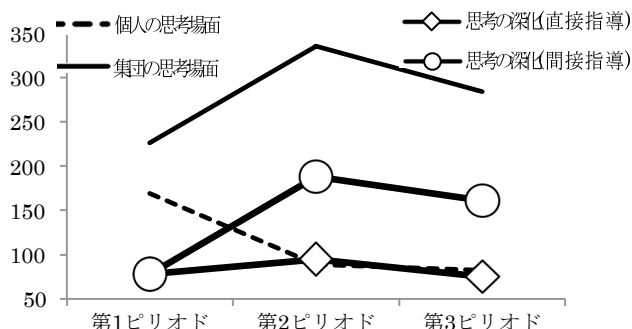 個人の思考場面
集団の思考場面
思考の深化(直接指導)
思考の深化(間接指導)
350
300
250
200
150
100
50
第1ピリオド
第2ピリオド
第3ピリオド